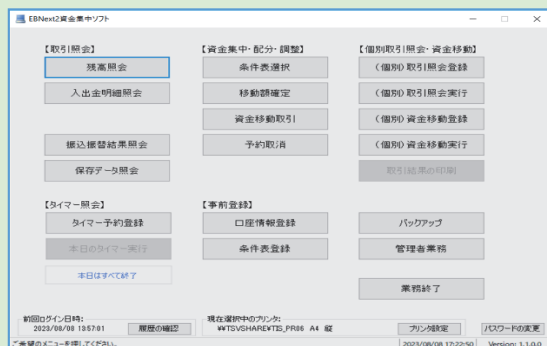 EBNext2資金集中ソフト
【取引照会】
残高照会
入出金明細照会
振込振替結果照会
保存データ照会
【資金集中・配分・調整】
条件表選択
移動額確定
資金移動取引
予約取消
【個別取引照会・資金移動】
(個別)取引照会登録
(個別)取引照会実行
(個別)資金移動登録
(個別)資金移動実行
取引結果の印刷
【タイマー照会】
タイマー予約登録
本日のタイマー実行
本日はすべて終了
【事前登録】
口座情報登録
条件表登録
バックアップ
管理者業務
業務終了
前回ログイン日時:
2023/08/08 13:57:01
履歴の確認
現在選択中のプリンタ:
¥¥TSVSHARE¥TIS_PR06 A4 縦
プリンタ設定
パスワードの変更
ご希望のメニューを押してください。
2023/08/08 17:22:50
Version: 1.1.0.0